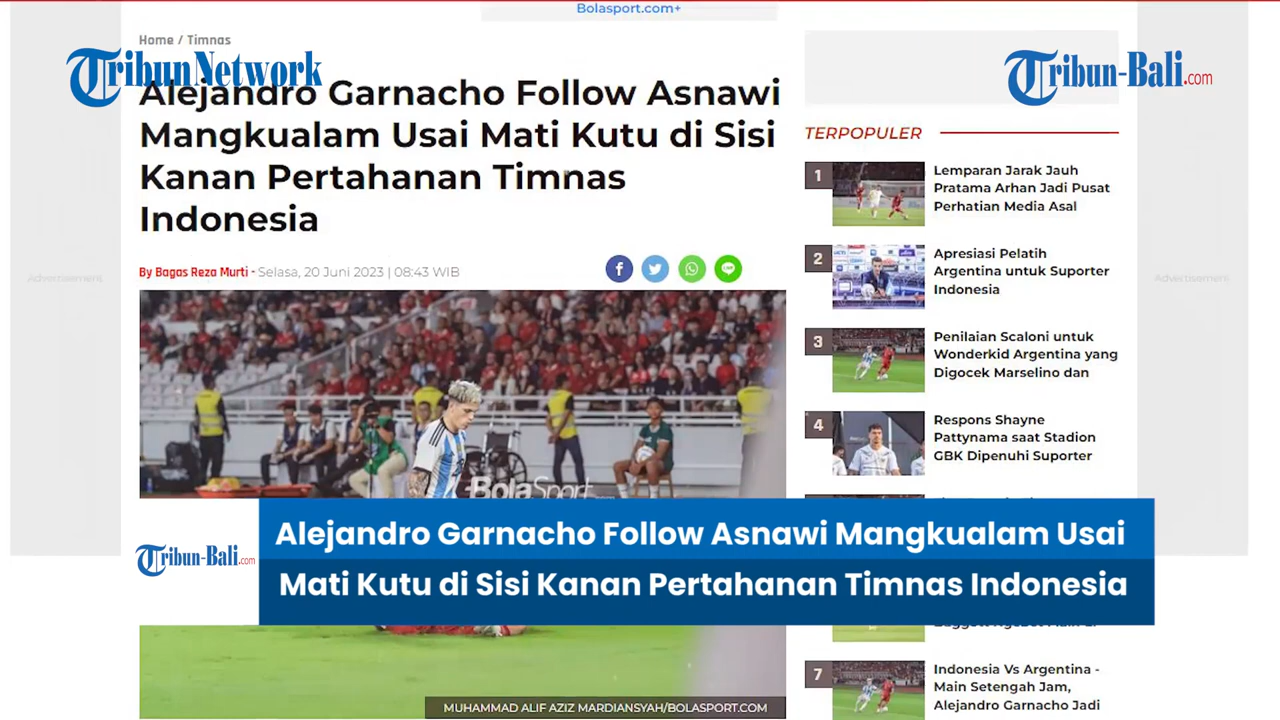 Bolasport.com+
Home / Timnas
TribunNetwork
Tribun-Bali.com
Alejandro Garnacho Follow Asnawi
Mangkualam Usai Mati Kutu di Sisi
Kanan Pertahanan Timnas
Indonesia
By Bagas Reza Murti - Selasa, 20 Juni 2023 | 08:43 WIB
Advertisement
BolaSport
MUHAMMAD ALIF AZIZ MARDIANSYAH/BOLASPORT.COM
TERPOPULER
1
Lemparan Jarak Jauh
Pratama Arhan Jadi Pusat
Perhatian Media Asal
2
Apresiasi Pelatih
Argentina untuk Suporter
Indonesia
3
Penilaian Scaloni untuk
Wonderkid Argentina yang
Digocek Marselino dan
4
Respons Shayne
Pattynama saat Stadion
GBK Dipenuhi Suporter
7
Indonesia Vs Argentina -
Main Setengah Jam,
Alejandro Garnacho Jadi
Advertisement
Tribun-Bali.com
Alejandro Garnacho Follow Asnawi Mangkualam Usai
Mati Kutu di Sisi Kanan Pertahanan Timnas Indonesia